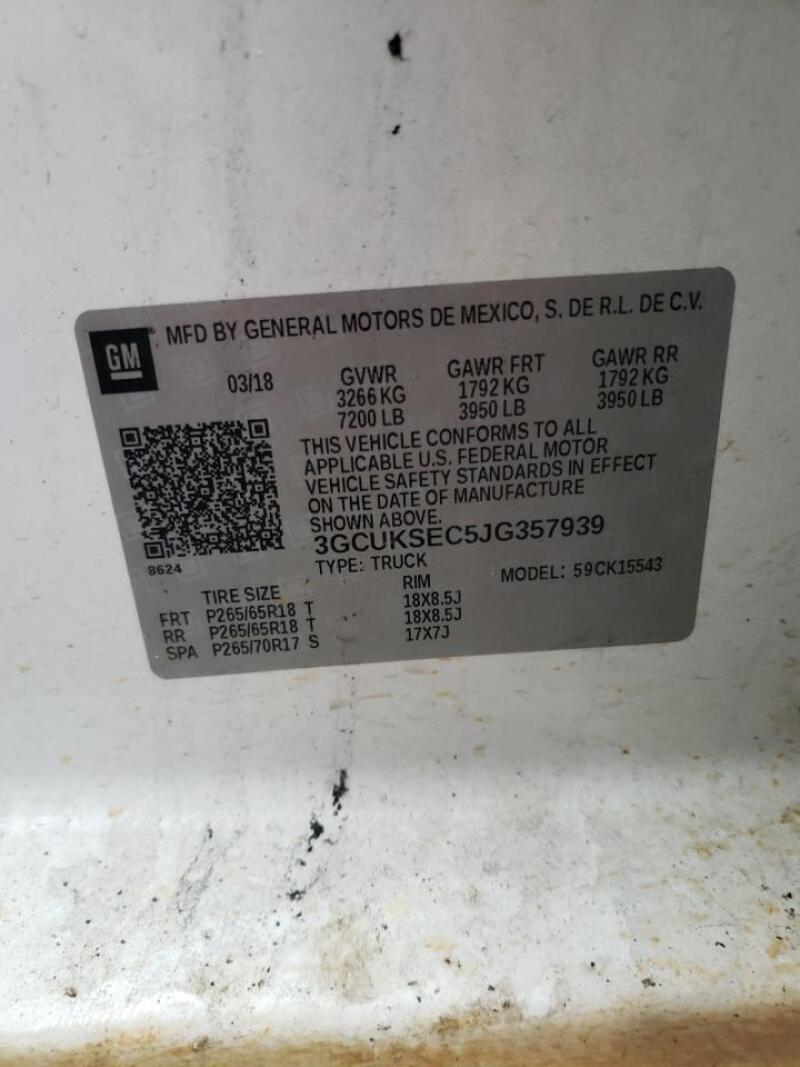 GM
MFD BY GENERAL MOTORS DE MEXICO, S. DE R.L. DE C.V.
03/18 GVWR GAWR FRT GAWR RR
3266 KG 1792 KG 1792 KG
7200 LB 3950 LB 3950 LB
THIS VEHICLE CONFORMS TO ALL
APPLICABLE U.S. FEDERAL MOTOR
VEHICLE SAFETY STANDARDS IN EFFECT
ON THE DATE OF MANUFACTURE
SHOWN ABOVE.
3GCUKSEC5JG357939
8624
TYPE: TRUCK MODEL: 59CK15543
TIRE SIZE RIM
FRT P265/65R18 T 18X8.5J
RR P265/65R18 T 18X8.5J
SPA P265/70R17 S 17X7J